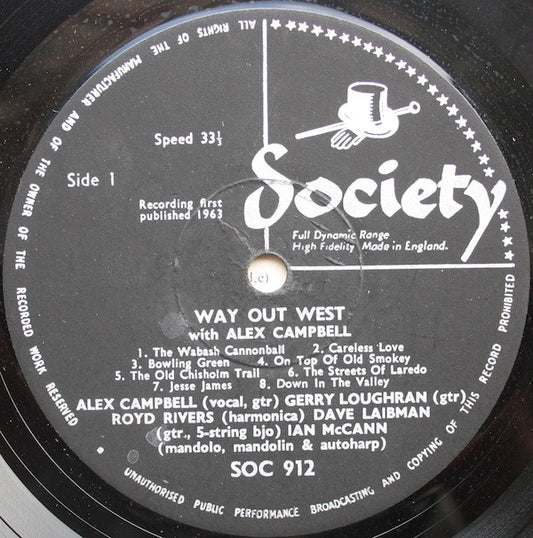 ALL RIGHTS OF THE MANUFACTURER AND OF THE OWNER OF THE RECORDED WORK RESERVED
Speed 33⅓
Side 1
Recording first
published 1963
Society
Full Dynamic Range
High Fidelity Made in England.
WAY OUT WEST
with ALEX CAMPBELL
1. The Wabash Cannonball 2. Careless Love
3. Bowling Green 4. On Top Of Old Smokey
5. The Old Chisholm Trail 6. The Streets Of Laredo
7. Jesse James 8. Down In The Valley
ALEX CAMPBELL (vocal, gtr) GERRY LOUGHRAN (gtr)
ROYD RIVERS (harmonica) DAVE LAIBMAN
(gtr., 5-string bjo) IAN McCANN
(mandolo, mandolin & autoharp)
SOC 912
UNAUTHORISED PUBLIC PERFORMANCE BROADCASTING AND COPYING OF THIS RECORD PROHIBITED